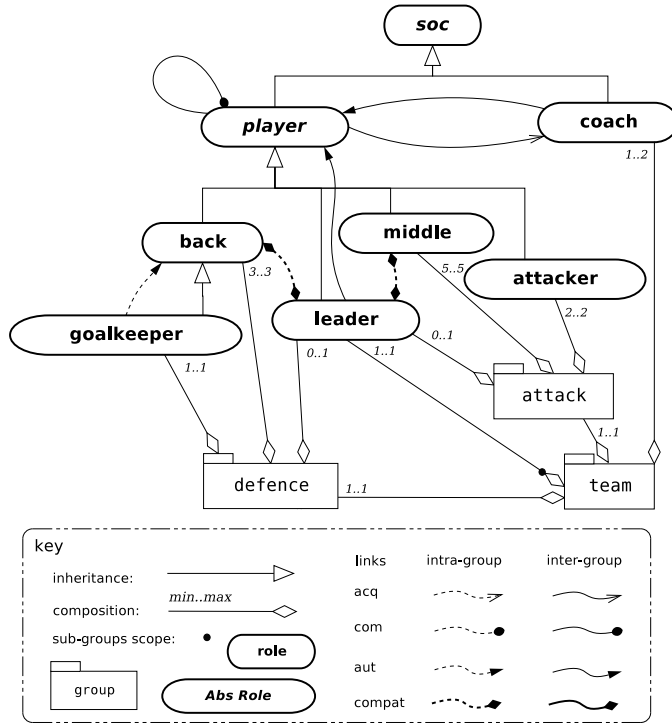 soc
player
coach
1..2
back
middle
3..3
5..5
attacker
goalkeeper
leader
2..2
0..1
1..1
0..1
1..1
attack
1..1
defence
1..1
team
key
links intra-group inter-group
inheritance:
min..max
acq
composition:
com
sub-groups scope:
role
aut
group
Abs Role
compat